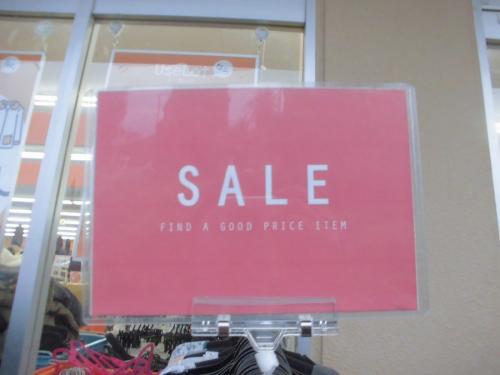 SALE
FIND A GOOD PRICE ITEM